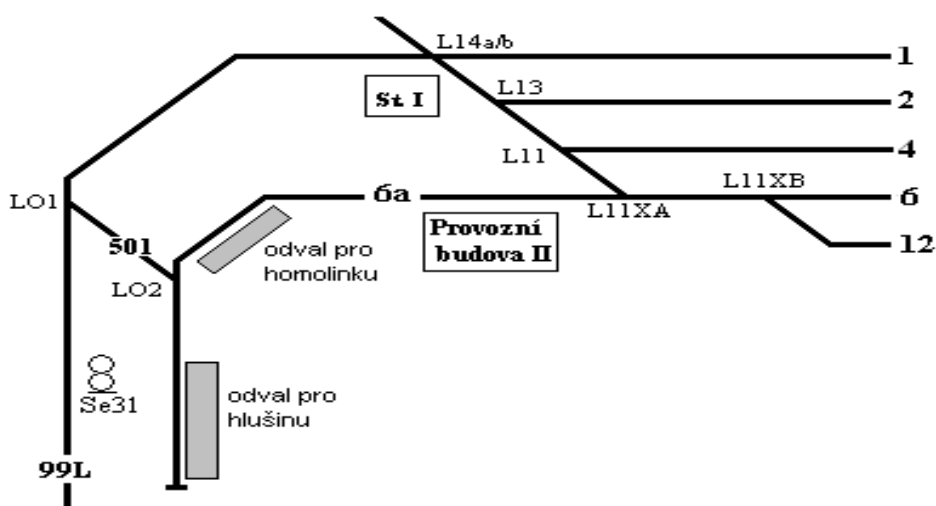 L14a/b
1
St. I
L13
2
L11
4
LO1
6a
L11XB
6
L11XA
501
odval pro
homolinku
Provozní
budova II
12
LO2
Se31
odval pro
hlušinu
99L